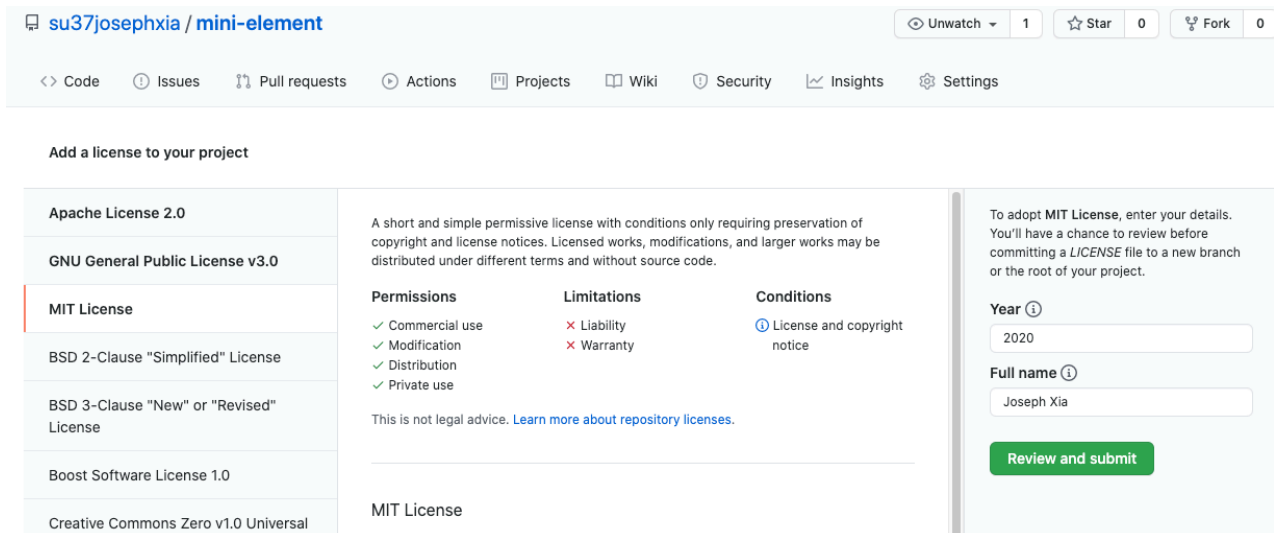 su37josephxia / mini-element
Unwatch 1 Star 0 Fork 0
Code Issues Pull requests Actions Projects Wiki Security Insights Settings
Add a license to your project
Apache License 2.0
GNU General Public License v3.0
MIT License
BSD 2-Clause "Simplified" License
BSD 3-Clause "New" or "Revised"
License
Boost Software License 1.0
Creative Commons Zero v1.0 Universal
A short and simple permissive license with conditions only requiring preservation of
copyright and license notices. Licensed works, modifications, and larger works may be
distributed under different terms and without source code.
Permissions
Commercial use
Modification
Distribution
Private use
Limitations
Liability
Warranty
Conditions
License and copyright
notice
This is not legal advice. Learn more about repository licenses.
MIT License
To adopt MIT License, enter your details.
You'll have a chance to review before
committing a LICENSE file to a new branch
or the root of your project.
Year
2020
Full name
Joseph Xia
Review and submit